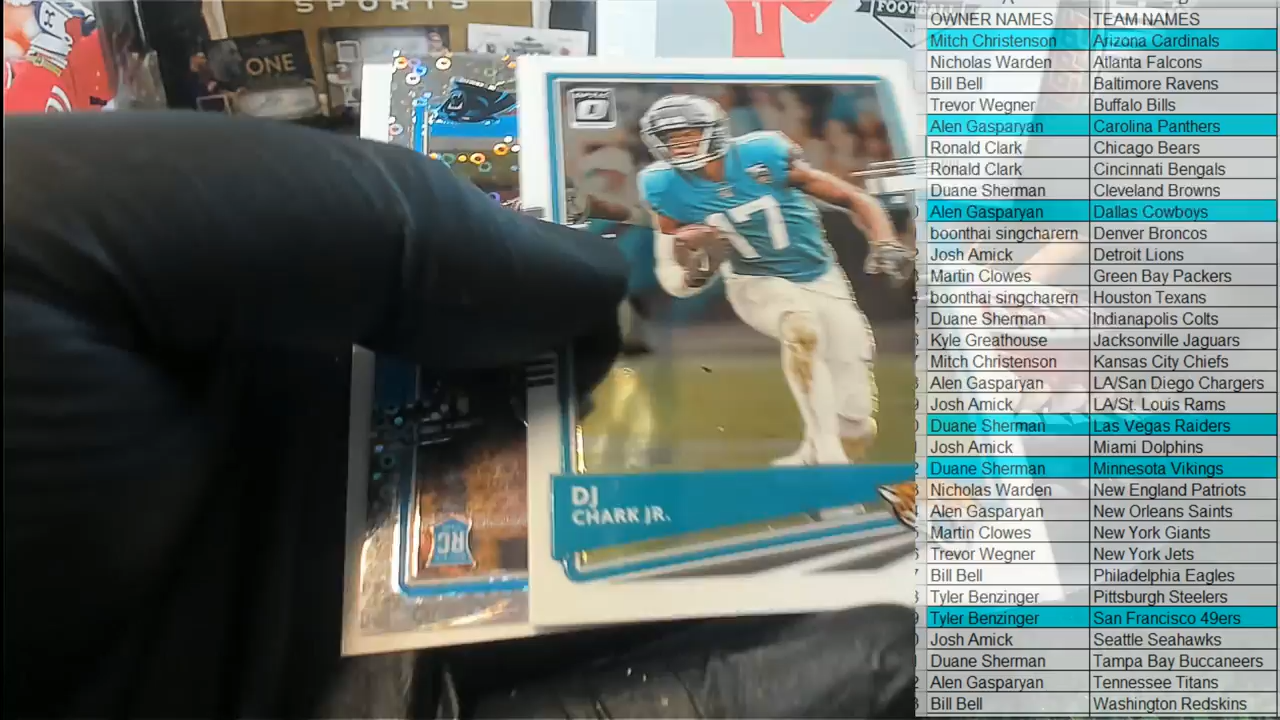 SPORTS
ONE
FOOTBALL
17
DJ
CHARK JR.
RC
OWNER NAMES TEAM NAMES
Mitch Christenson Arizona Cardinals
Nicholas Warden Atlanta Falcons
Bill Bell Baltimore Ravens
Trevor Wegner Buffalo Bills
Alen Gasparyan Carolina Panthers
Ronald Clark Chicago Bears
Ronald Clark Cincinnati Bengals
Duane Sherman Cleveland Browns
Alen Gasparyan Dallas Cowboys
boonthai singcharern Denver Broncos
Josh Amick Detroit Lions
Martin Clowes Green Bay Packers
boonthai singcharern Houston Texans
Duane Sherman Indianapolis Colts
Kyle Greathouse Jacksonville Jaguars
Mitch Christenson Kansas City Chiefs
Alen Gasparyan LA/San Diego Chargers
Josh Amick LA/St. Louis Rams
Duane Sherman Las Vegas Raiders
Josh Amick Miami Dolphins
Duane Sherman Minnesota Vikings
Nicholas Warden New England Patriots
Alen Gasparyan New Orleans Saints
Martin Clowes New York Giants
Trevor Wegner New York Jets
Bill Bell Philadelphia Eagles
Tyler Benzinger Pittsburgh Steelers
Tyler Benzinger San Francisco 49ers
Josh Amick Seattle Seahawks
Duane Sherman Tampa Bay Buccaneers
Alen Gasparyan Tennessee Titans
Bill Bell Washington Redskins